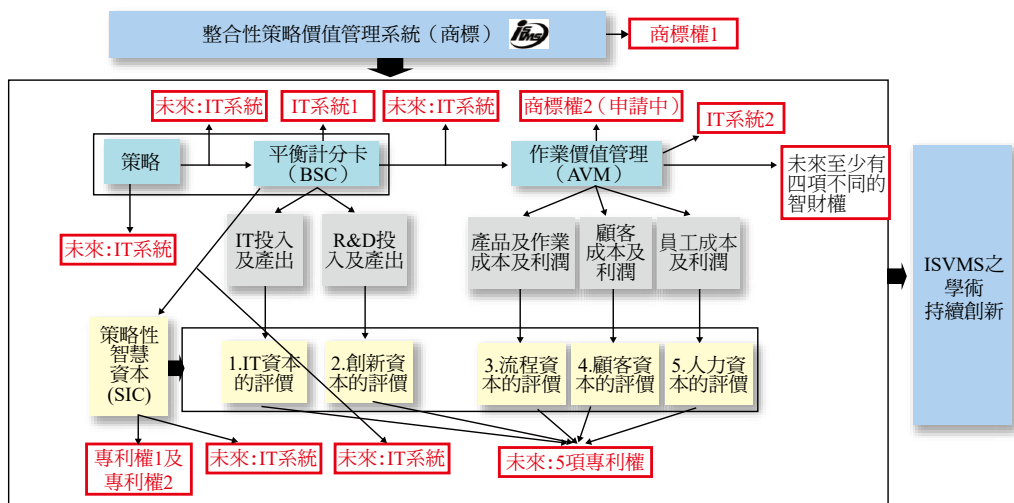 整合性策略價值管理系統（商標）
ISVMS
商標權1
未來：IT系統
IT系統1
未來：IT系統
商標權2（申請中）
IT系統2
策略
平衡計分卡
（BSC）
作業價值管理
（AVM）
未來至少有
四項不同的
智財權
未來：IT系統
IT投入
及產出
R&D投
入及產出
產品及作業
成本及利潤
顧客
成本及
利潤
員工成本
及利潤
ISVMS之
學術
持續創新
策略性
智慧
資本
(SIC)
1.IT資本
的評價
2.創新資
本的評價
3.流程資
本的評價
4.顧客資
本的評價
5.人力資
本的評價
專利權1及
專利權2
未來：IT系統
未來：IT系統
未來：5項專利權